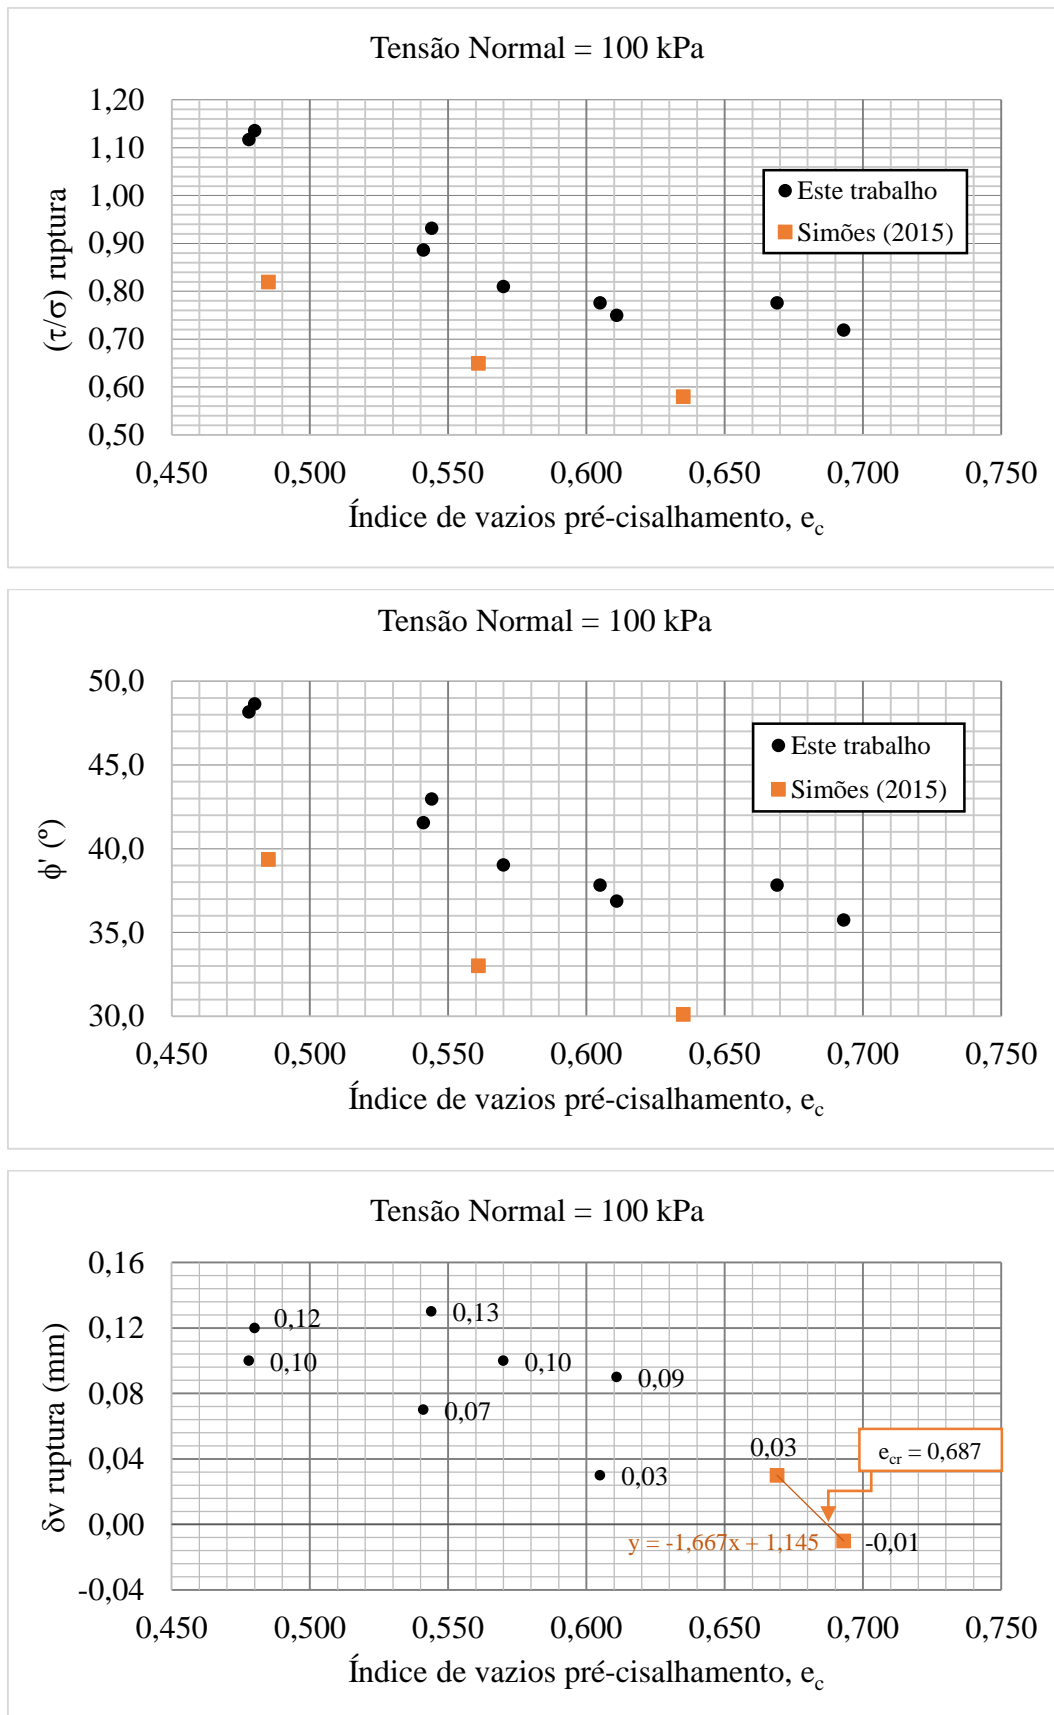 Tensão Normal = 100 kPa
1,20
1,10
1,00
0,90
0,80
0,70
0,60
0,50
(τ/σ) ruptura
Este trabalho
Simões (2015)
0,450 0,500 0,550 0,600 0,650 0,700 0,750
Índice de vazios pré-cisalhamento, e_c
Tensão Normal = 100 kPa
50,0
45,0
40,0
35,0
30,0
ϕ' (º)
Este trabalho
Simões (2015)
0,450 0,500 0,550 0,600 0,650 0,700 0,750
Índice de vazios pré-cisalhamento, e_c
Tensão Normal = 100 kPa
0,16
0,12
0,08
0,04
0,00
-0,04
δv ruptura (mm)
0,12
0,13
0,10
0,10
0,09
0,07
0,03
0,03
e_cr = 0,687
y = -1,667x + 1,145
-0,01
0,450 0,500 0,550 0,600 0,650 0,700 0,750
Índice de vazios pré-cisalhamento, e_c